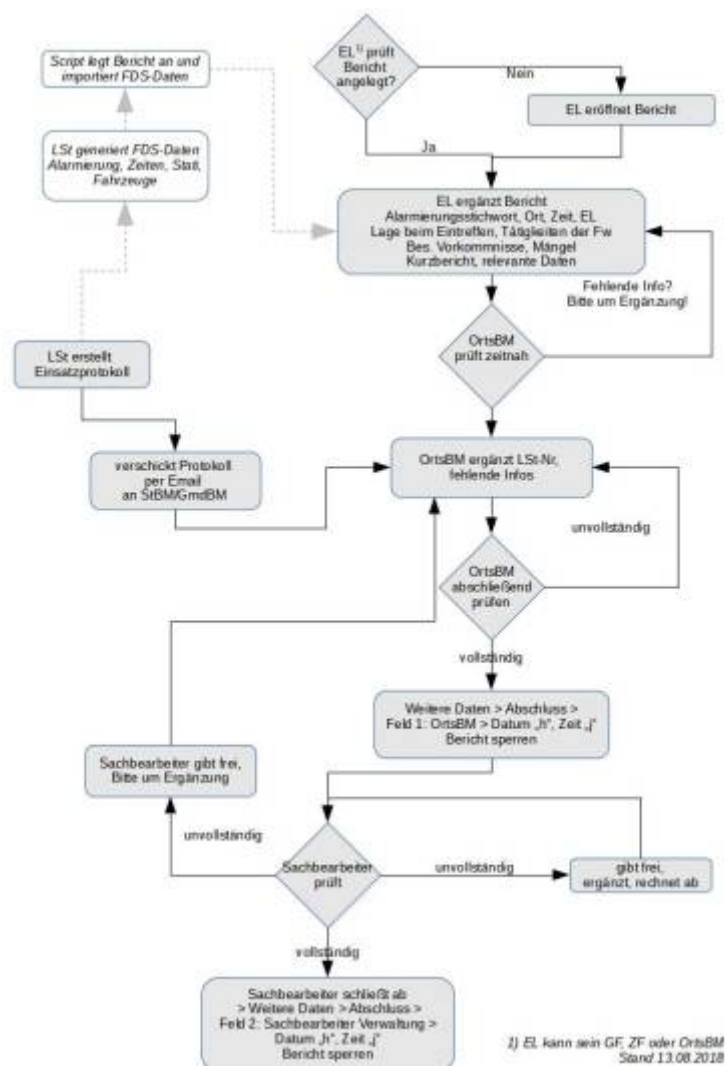 Script legt Bericht an und
importiert FDS-Daten
EL 1) prüft
Bericht
angelegt?
Nein
EL eröffnet Bericht
LSt generiert FDS-Daten
Alarmierung, Zeiten, Stati,
Fahrzeuge
Ja
EL ergänzt Bericht
Alarmierungsstichwort, Ort, Zeit, EL
Lage beim Eintreffen, Tätigkeiten der Fw
Bes. Vorkommnisse, Mängel
Kurzbericht, relevante Daten
Fehlende Info?
Bitte um Ergänzung!
OrtsBM
prüft zeitnah
LSt erstellt
Einsatzprotokoll
verschickt Protokoll
per Email
an StBM/GmdBM
OrtsBM ergänzt LSt-Nr,
fehlende Infos
unvollständig
OrtsBM
abschließend
prüfen
vollständig
Weitere Daten > Abschluss >
Feld 1: OrtsBM > Datum „h“, Zeit „j“
Bericht sperren
Sachbearbeiter gibt frei,
Bitte um Ergänzung
unvollständig
Sachbearbeiter
prüft
unvollständig
gibt frei,
ergänzt, rechnet ab
vollständig
Sachbearbeiter schließt ab
> Weitere Daten > Abschluss >
Feld 2: Sachbearbeiter Verwaltung >
Datum „h“, Zeit „j“
Bericht sperren
1) EL kann sein GF, ZF oder OrtsBM
Stand 13.08.2018